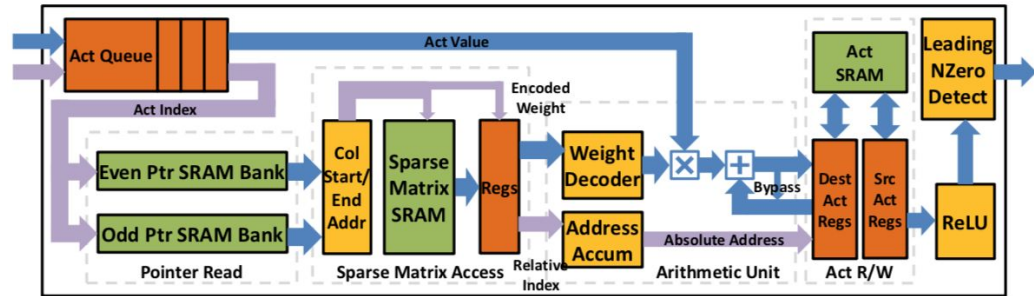 Act Queue
Act Value
Act Index
Even Ptr SRAM Bank
Odd Ptr SRAM Bank
Pointer Read
Col
Start/
End
Addr
Sparse
Matrix
SRAM
Regs
Sparse Matrix Access
Encoded
Weight
Relative
Index
Weight
Decoder
Address
Accum
Bypass
Absolute Address
Arithmetic Unit
Act
SRAM
Dest
Act
Regs
Src
Act
Regs
Act R/W
Leading
NZero
Detect
ReLU